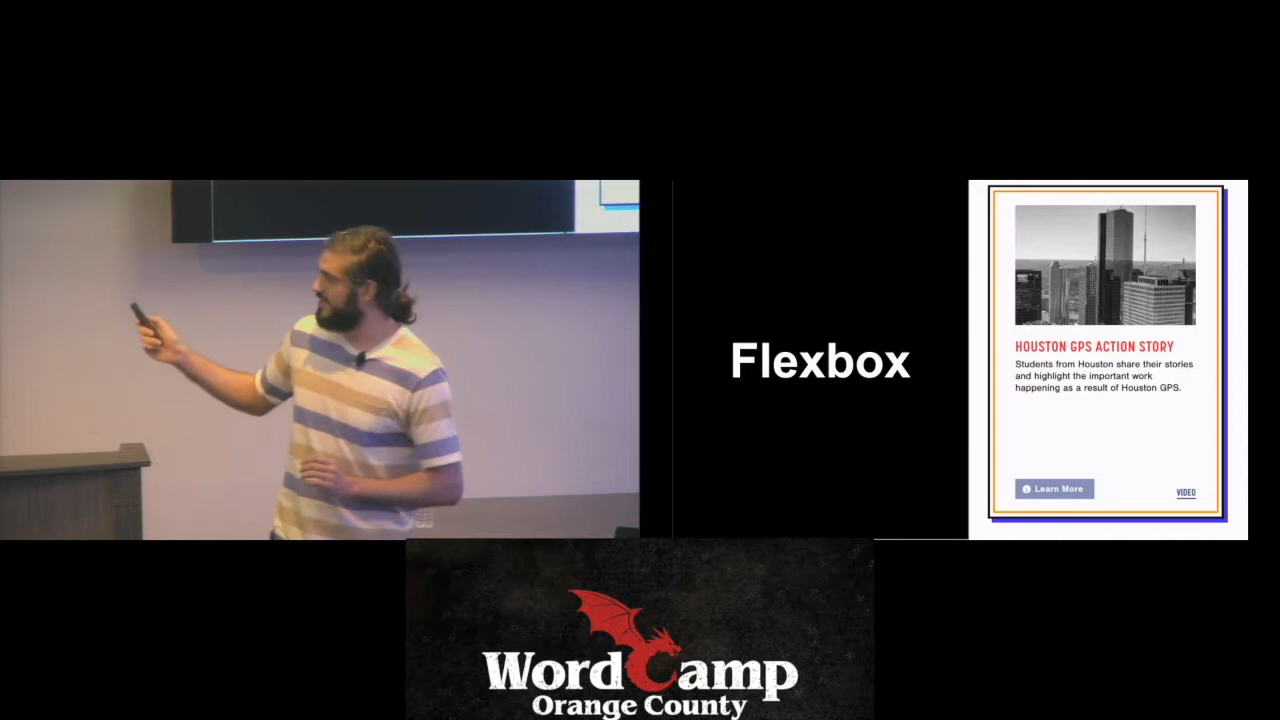 Flexbox
HOUSTON GPS ACTION STORY
Students from Houston share their stories
and highlight the important work
happening as a result of Houston GPS.
Learn More
VIDEO
WordCamp
Orange County